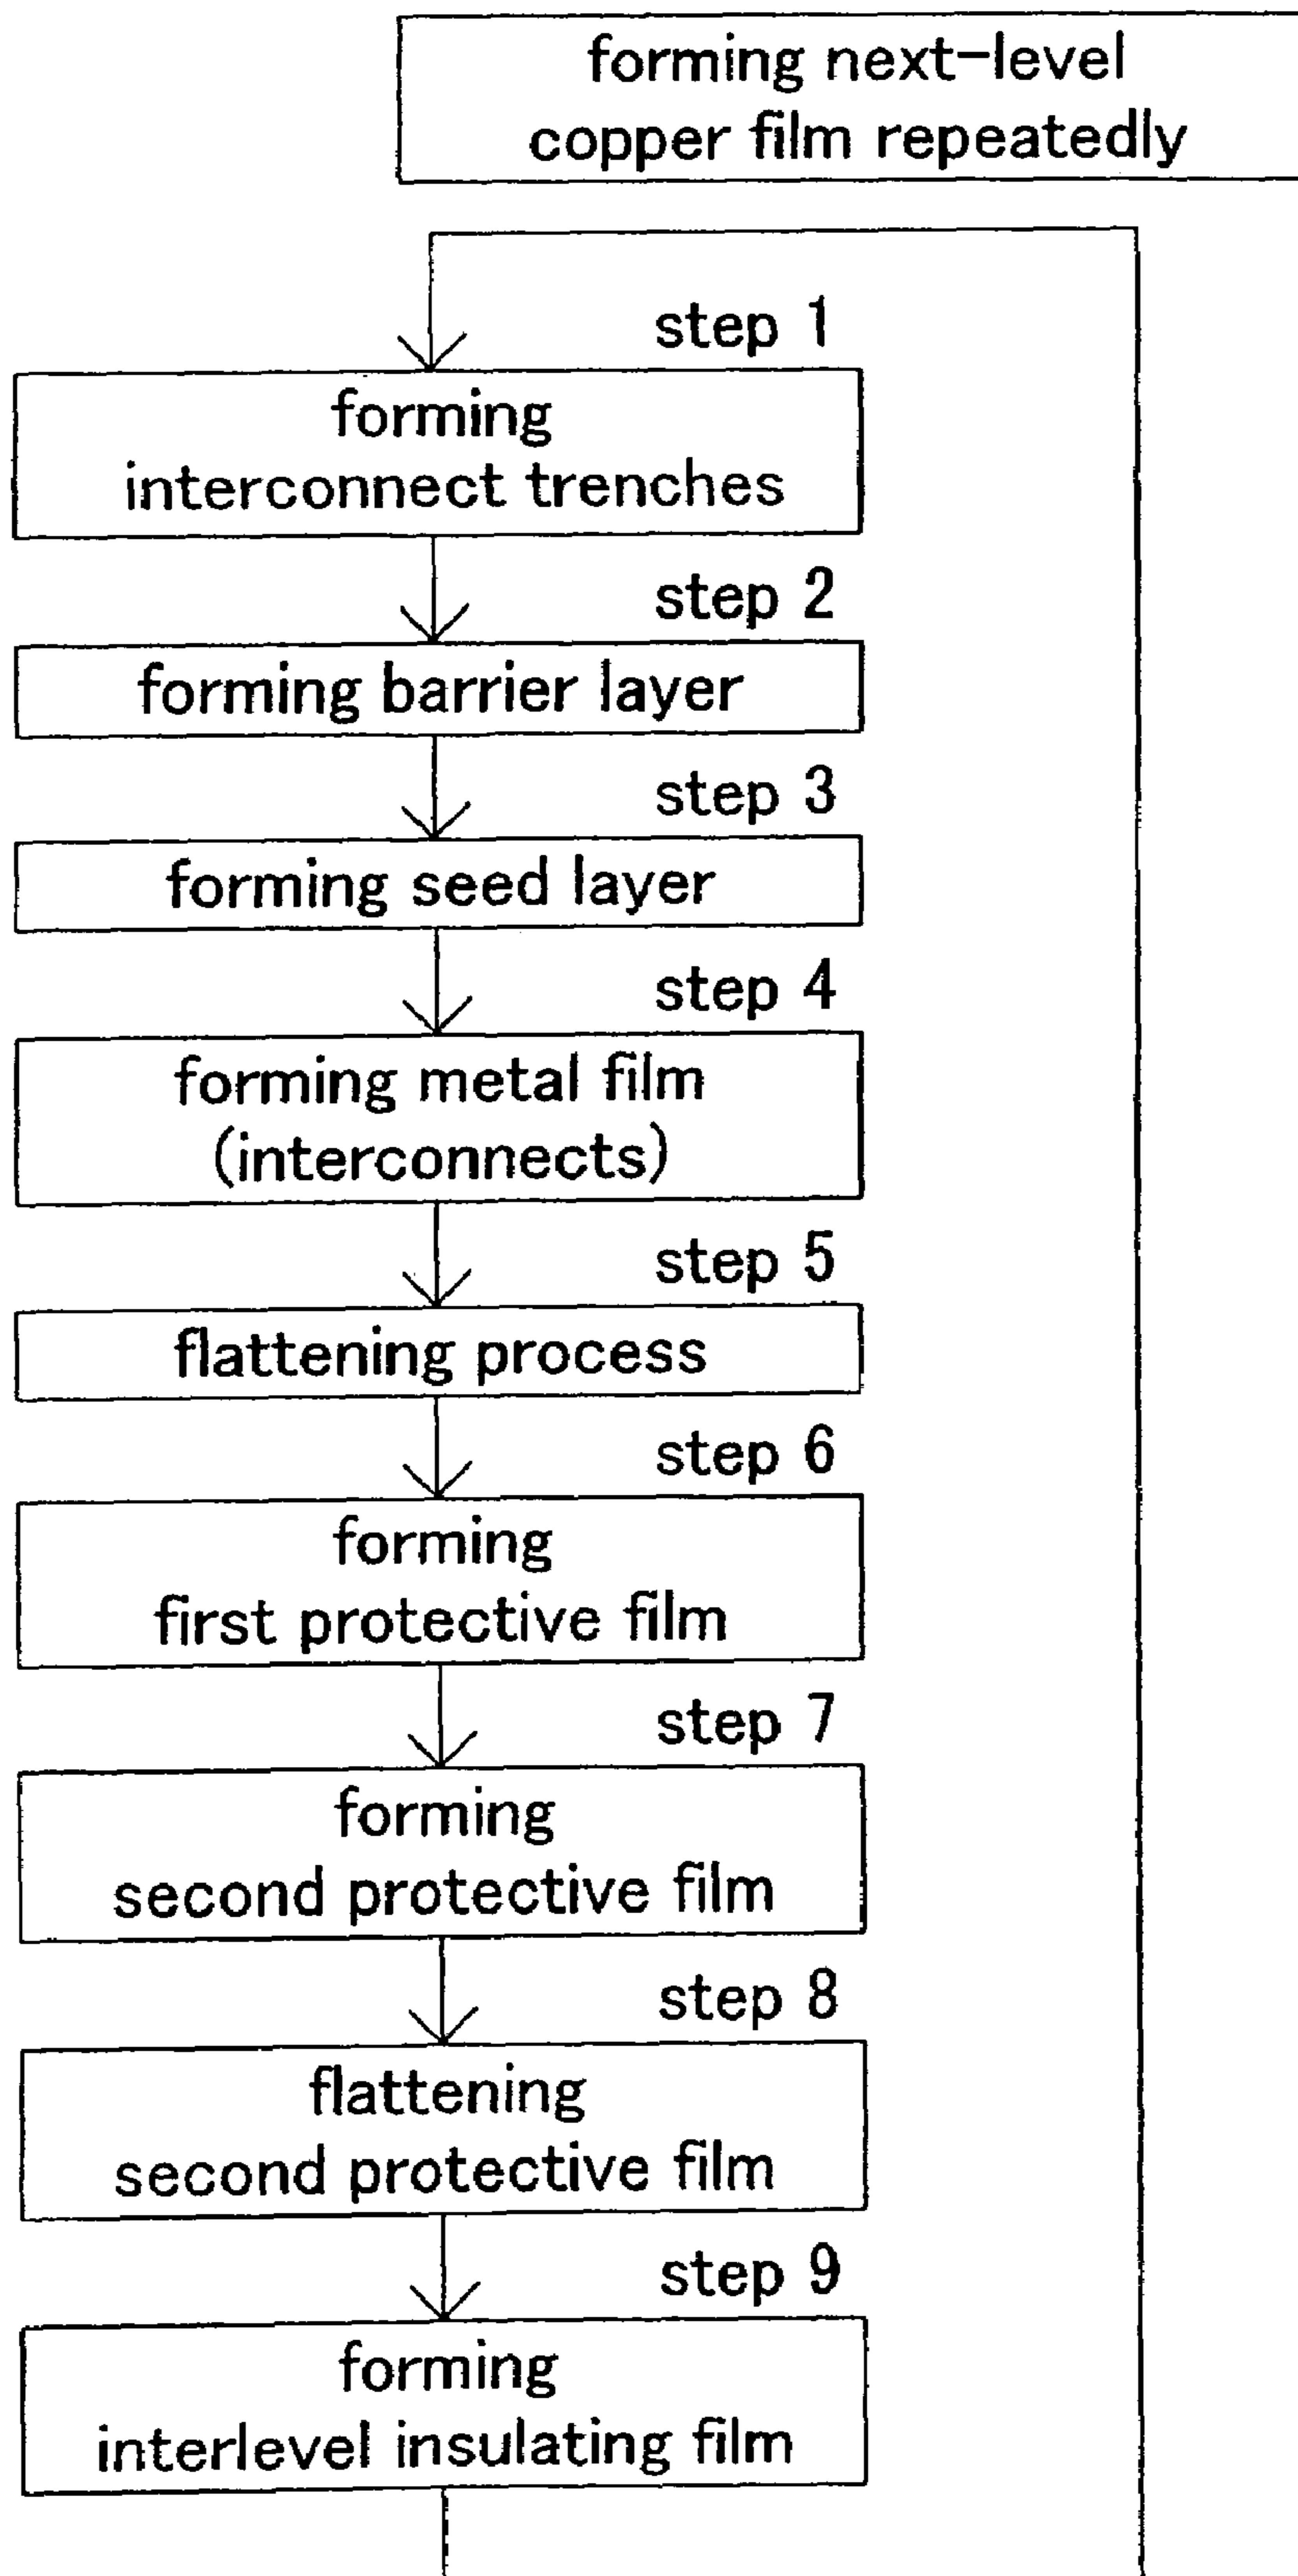 forming next-level
copper film repeatedly
step 1
forming
interconnect trenches
step 2
forming barrier layer
step 3
forming seed layer
step 4
forming metal film
(interconnects)
step 5
flattening process
step 6
forming
first protective film
step 7
forming
second protective film
step 8
flattening
second protective film
step 9
forming
interlevel insulating film